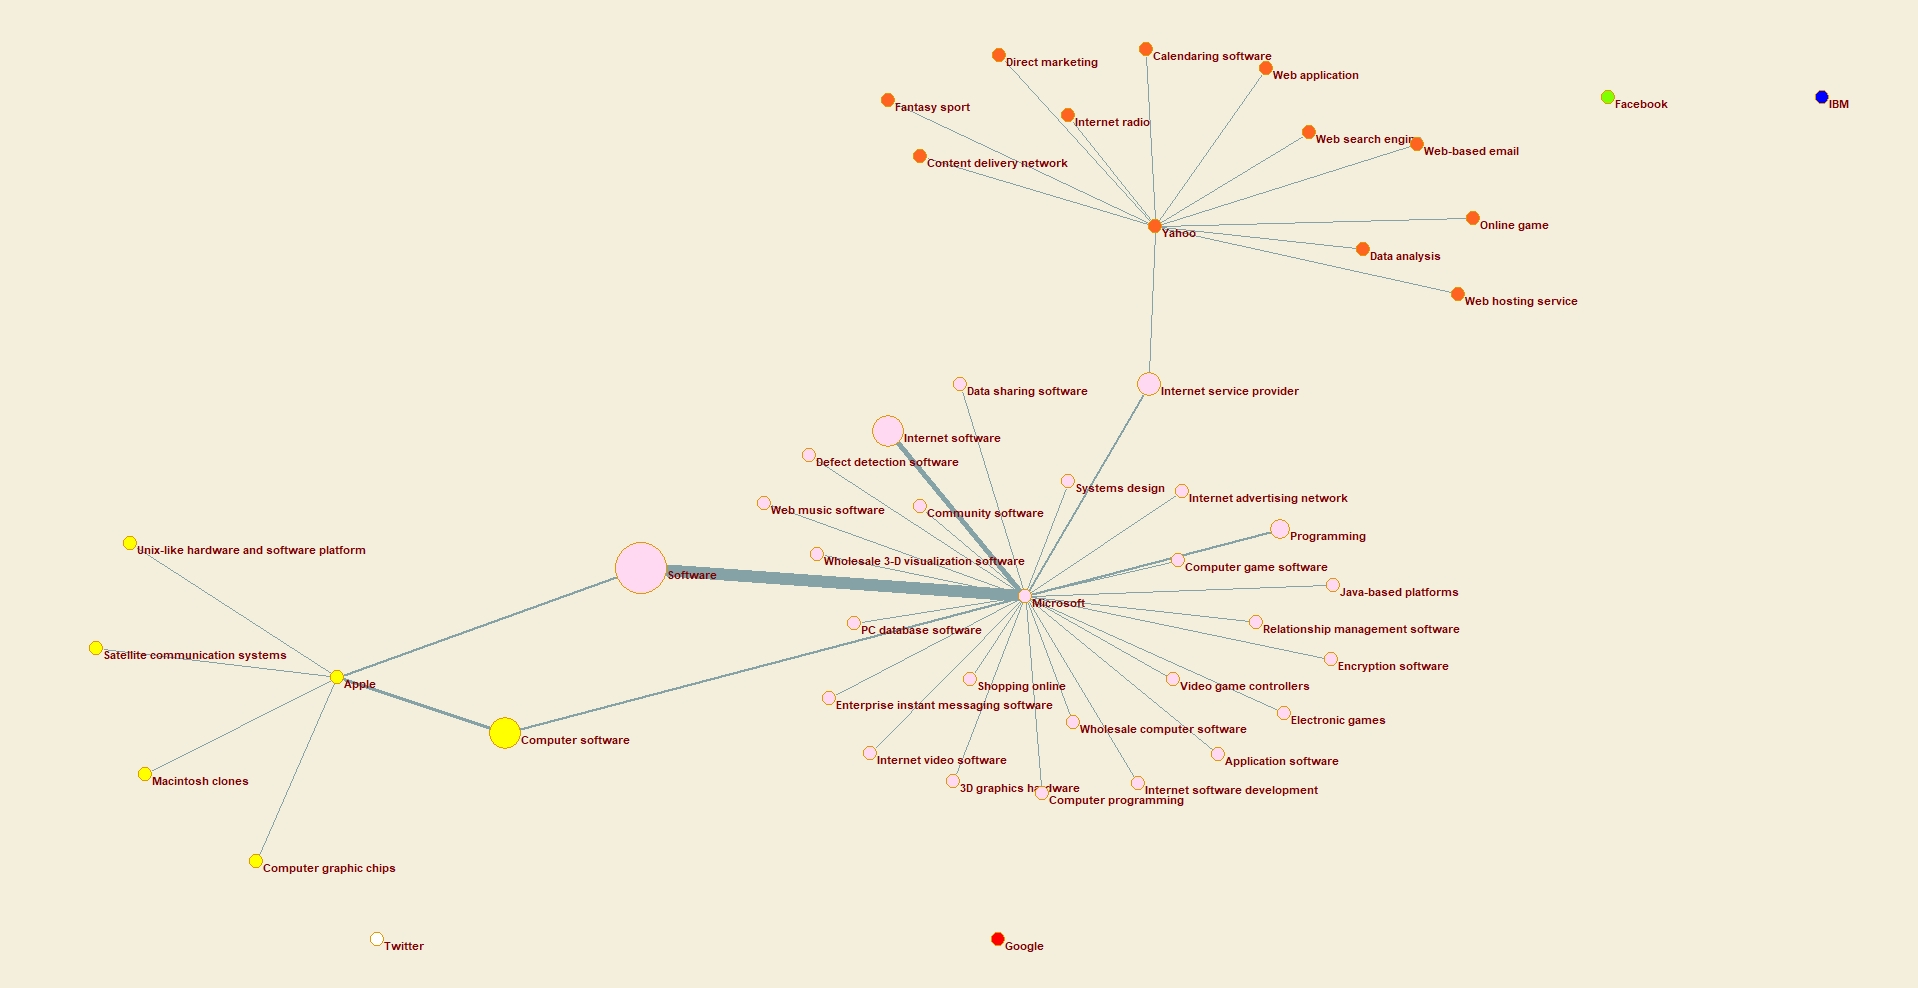 Calendaring software
Direct marketing
Web application
Facebook
IBM
Fantasy sport
Internet radio
Web search engin
Web-based email
Content delivery network
Online game
Yahoo
Data analysis
Web hosting service
Data sharing software
Internet service provider
Internet software
Defect detection software
Systems design
Internet advertising network
Web music software
Community software
Programming
Unix-like hardware and software platform
Wholesale 3-D visualization software
Computer game software
Software
Java-based platforms
Microsoft
PC database software
Relationship management software
Satellite communication systems
Encryption software
Apple
Shopping online
Video game controllers
Enterprise instant messaging software
Electronic games
Wholesale computer software
Computer software
Internet video software
Application software
Macintosh clones
3D graphics hardware
Internet software development
Computer programming
Computer graphic chips
Twitter
Google